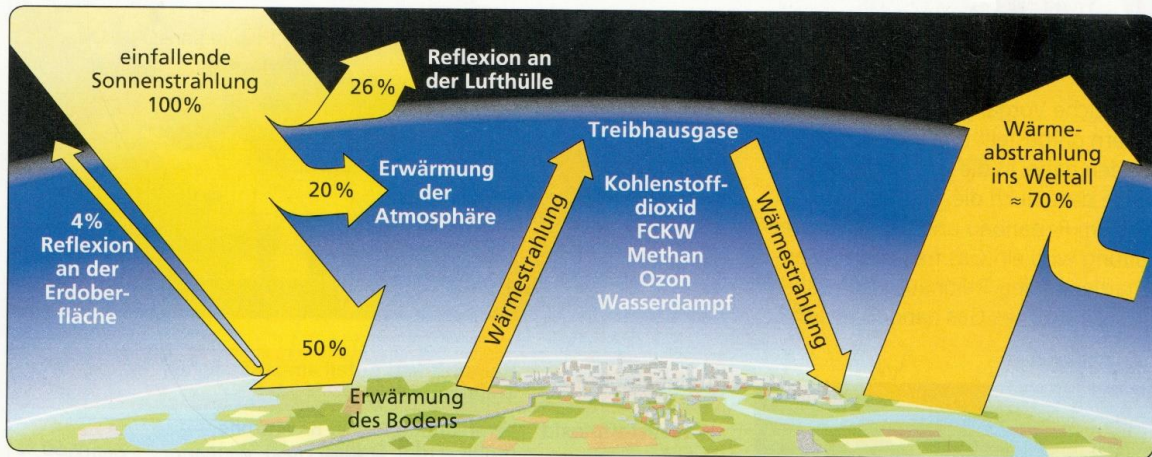 einfallende
Sonnenstrahlung
100%
26 %
Reflexion an
der Lufthülle
20 %
Erwärmung
der
Atmosphäre
4%
Reflexion
an der
Erdober-
fläche
50 %
Erwärmung
des Bodens
Wärmestrahlung
Treibhausgase
Kohlenstoff-
dioxid
FCKW
Methan
Ozon
Wasserdampf
Wärmestrahlung
Wärme-
abstrahlung
ins Weltall
≈ 70 %